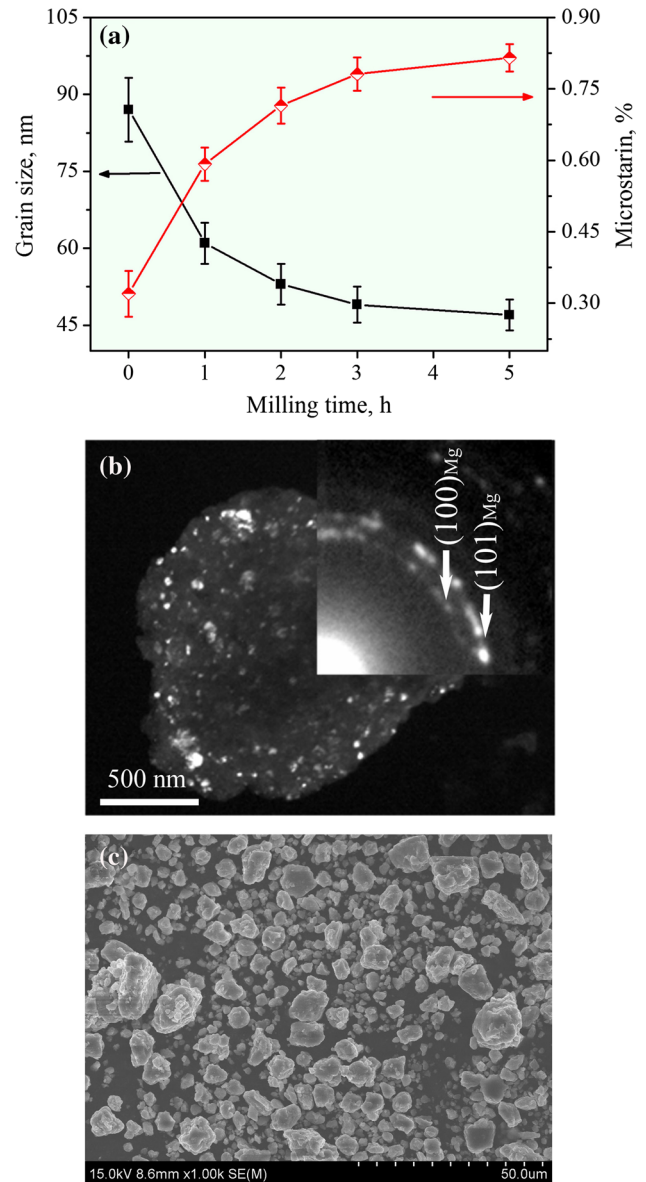 (a)
105
90
75
60
45
Grain size, nm
0.90
0.75
0.60
0.45
0.30
Microstarin, %
0 1 2 3 4 5
Milling time, h
(b)
(100)Mg
(101)Mg
500 nm
(c)
15.0kV 8.6mm x1.00k SE(M) 50.0um